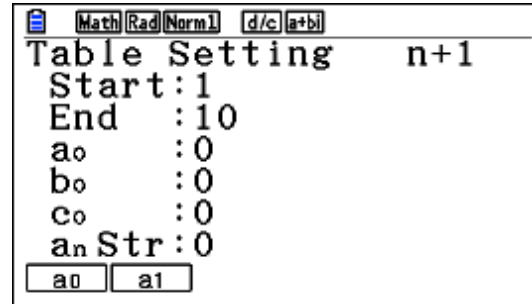 Math Rad Norm1 d/c a+bi
Table Setting n+1
Start:1
End :10
a₀ :0
b₀ :0
c₀ :0
aₙ Str:0
a₀ a₁